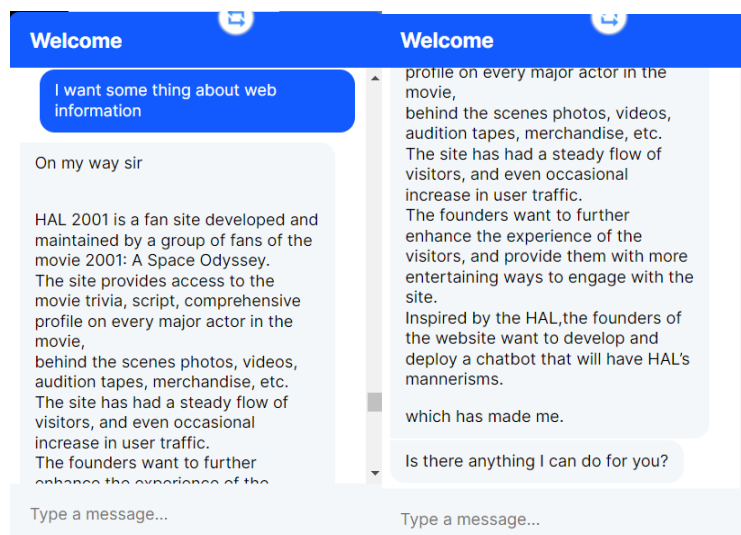 Welcome
I want some thing about web
information
On my way sir
HAL 2001 is a fan site developed and
maintained by a group of fans of the
movie 2001: A Space Odyssey.
The site provides access to the
movie trivia, script, comprehensive
profile on every major actor in the
movie,
behind the scenes photos, videos,
audition tapes, merchandise, etc.
The site has had a steady flow of
visitors, and even occasional
increase in user traffic.
The founders want to further
enhance the experience of the
Type a message...
Welcome
profile on every major actor in the
movie,
behind the scenes photos, videos,
audition tapes, merchandise, etc.
The site has had a steady flow of
visitors, and even occasional
increase in user traffic.
The founders want to further
enhance the experience of the
visitors, and provide them with more
entertaining ways to engage with the
site.
Inspired by the HAL,the founders of
the website want to develop and
deploy a chatbot that will have HAL’s
mannerisms.
which has made me.
Is there anything I can do for you?
Type a message...